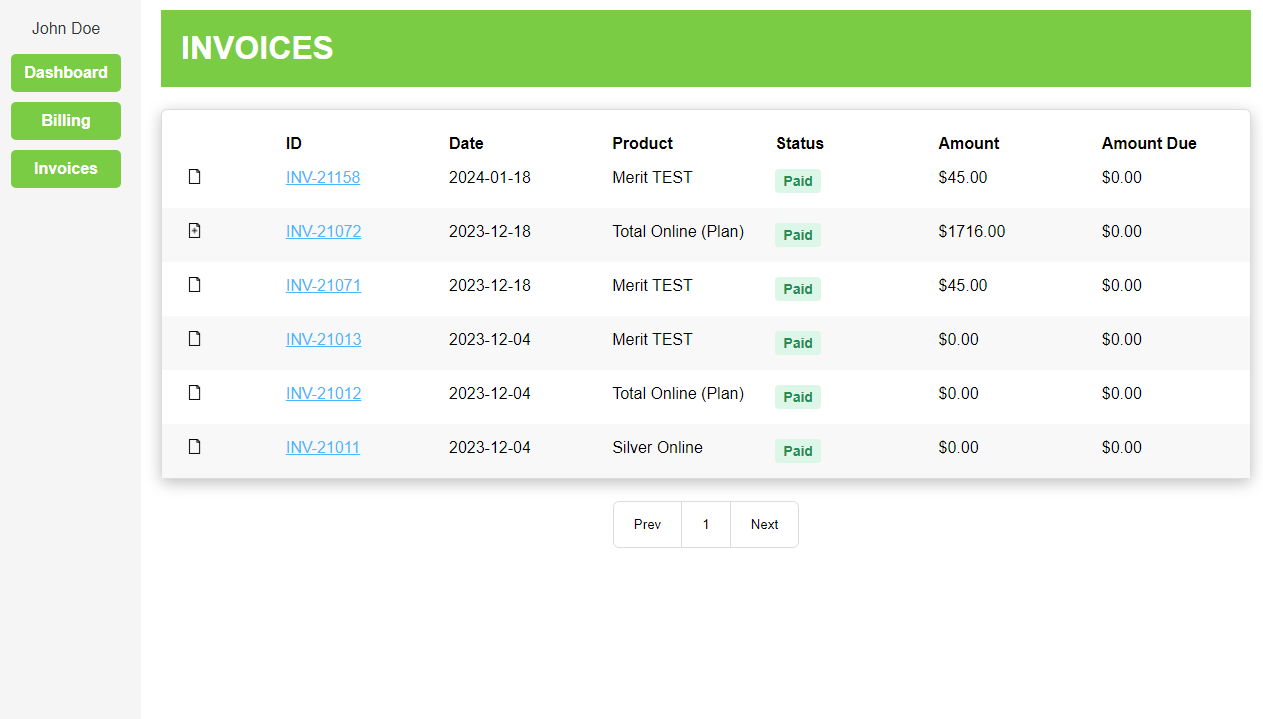 John Doe
Dashboard
Billing
Invoices
INVOICES
ID Date Product Status Amount Amount Due
INV-21158 2024-01-18 Merit TEST Paid $45.00 $0.00
INV-21072 2023-12-18 Total Online (Plan) Paid $1716.00 $0.00
INV-21071 2023-12-18 Merit TEST Paid $45.00 $0.00
INV-21013 2023-12-04 Merit TEST Paid $0.00 $0.00
INV-21012 2023-12-04 Total Online (Plan) Paid $0.00 $0.00
INV-21011 2023-12-04 Silver Online Paid $0.00 $0.00
Prev 1 Next